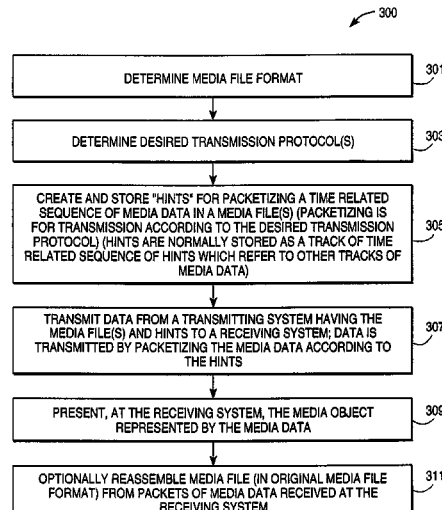 300
DETERMINE MEDIA FILE FORMAT
301
DETERMINE DESIRED TRANSMISSION PROTOCOL(S)
303
CREATE AND STORE "HINTS" FOR PACKETIZING A TIME RELATED
SEQUENCE OF MEDIA DATA IN A MEDIA FILE(S) (PACKETIZING IS
FOR TRANSMISSION ACCORDING TO THE DESIRED TRANSMISSION
PROTOCOL) (HINTS ARE NORMALLY STORED AS A TRACK OF TIME
RELATED SEQUENCE OF HINTS WHICH REFER TO OTHER TRACKS OF
MEDIA DATA)
305
TRANSMIT DATA FROM A TRANSMITTING SYSTEM HAVING THE
MEDIA FILE(S) AND HINTS TO A RECEIVING SYSTEM; DATA IS
TRANSMITTED BY PACKETIZING THE MEDIA DATA ACCORDING TO
THE HINTS
307
PRESENT, AT THE RECEIVING SYSTEM, THE MEDIA OBJECT
REPRESENTED BY THE MEDIA DATA
309
OPTIONALLY REASSEMBLE MEDIA FILE (IN ORIGINAL MEDIA FILE
FORMAT) FROM PACKETS OF MEDIA DATA RECEIVED AT THE
RECEIVING SYSTEM
311